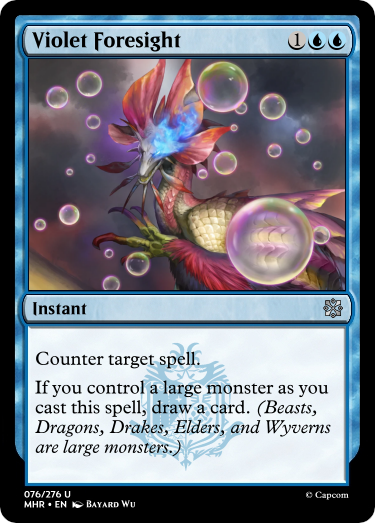 Violet Foresight 1
Instant
Counter target spell.
If you control a large monster as you
cast this spell, draw a card. (Beasts,
Dragons, Drakes, Elders, and Wyverns
are large monsters.)
076/276 U
MHR • EN Bayard Wu
© Capcom